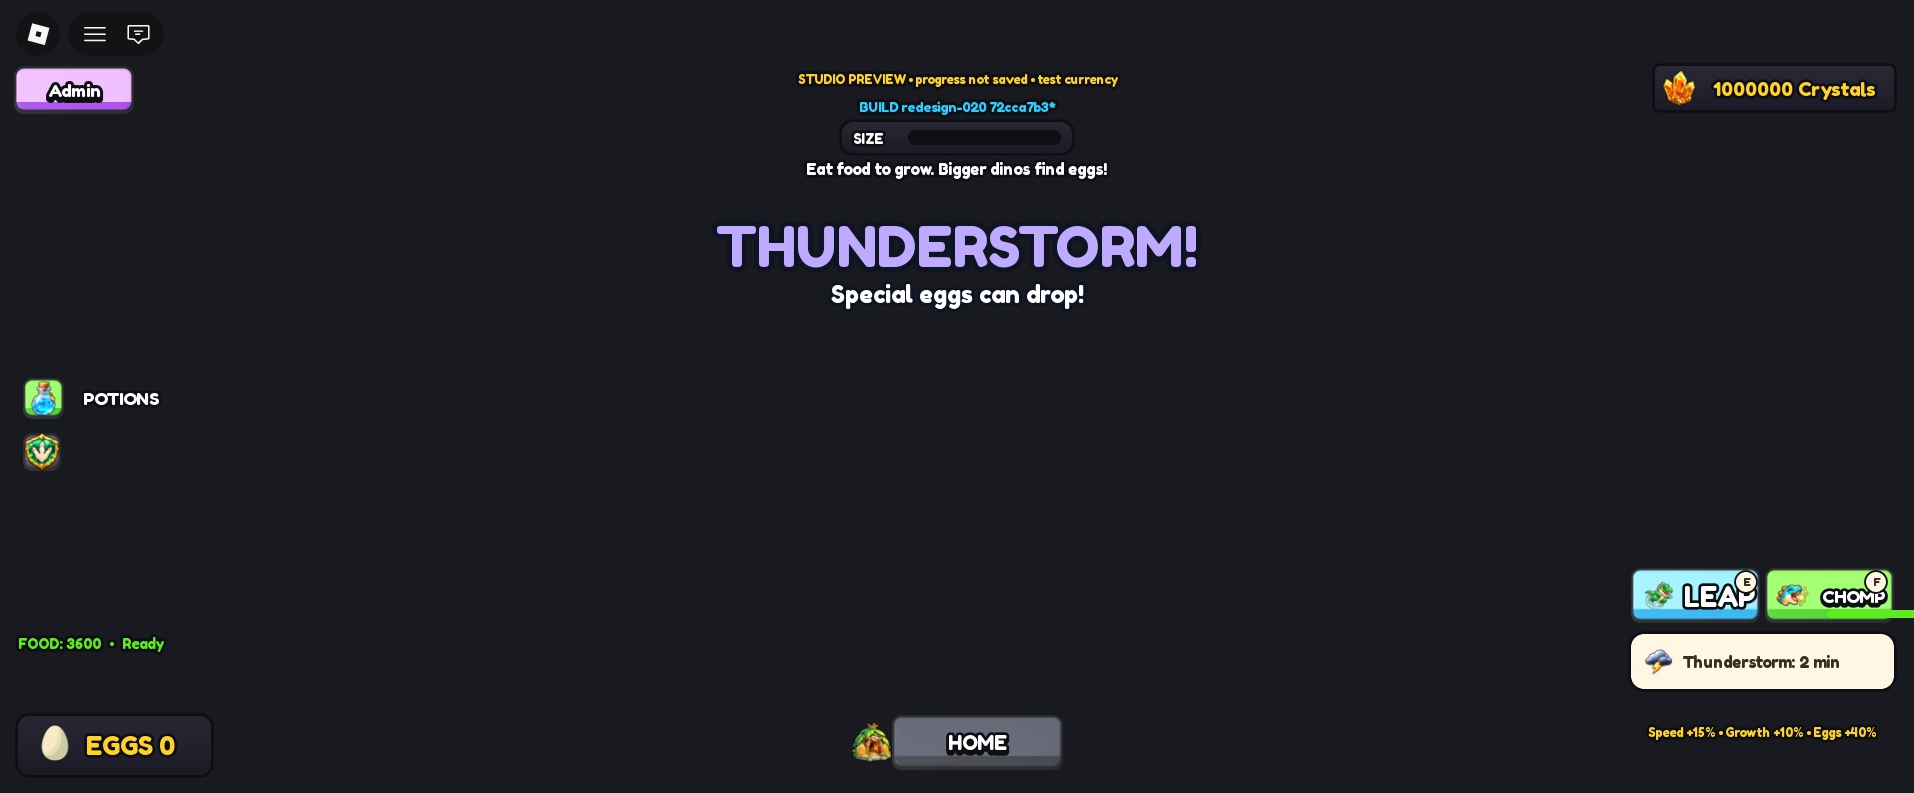 Admin
STUDIO PREVIEW • progress not saved • test currency
BUILD redesign-020 72cca7b3*
SIZE
Eat food to grow. Bigger dinos find eggs!
1000000 Crystals
THUNDERSTORM!
Special eggs can drop!
POTIONS
LEAP E
CHOMP F
FOOD: 3600 • Ready
Thunderstorm: 2 min
Speed +15% • Growth +10% • Eggs +40%
EGGS 0
HOME